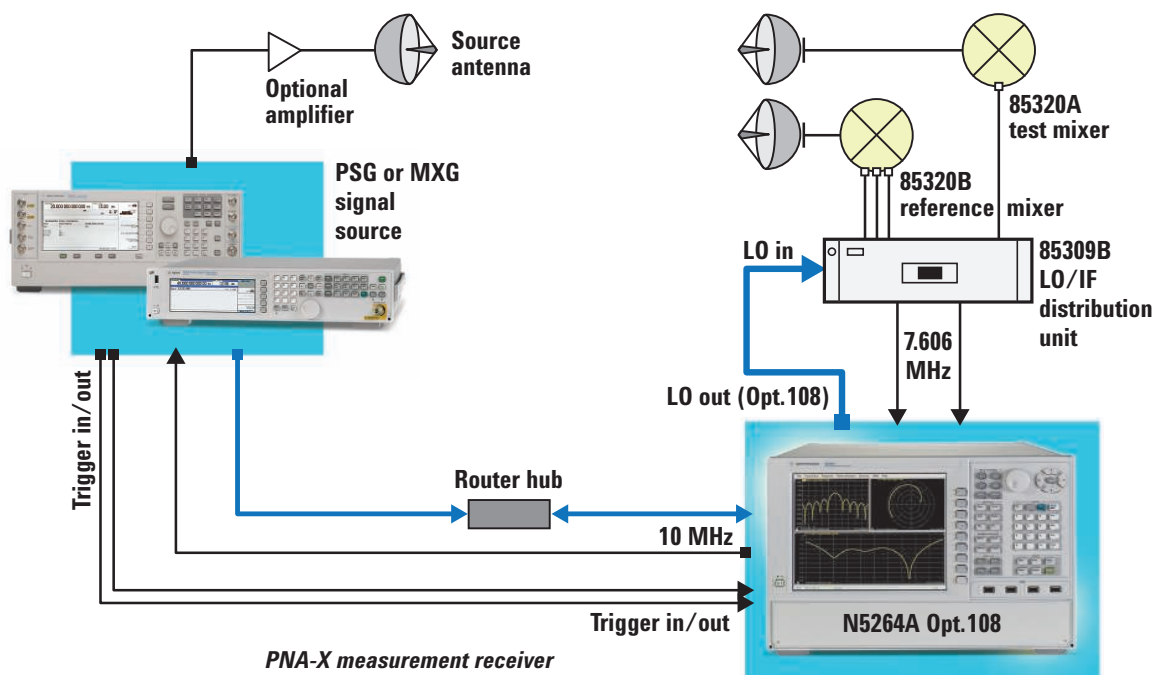 Source
antenna
Optional
amplifier
PSG or MXG
signal
source
85320A
test mixer
85320B
reference mixer
LO in
85309B
LO/IF
distribution
unit
7.606
MHz
LO out (Opt.108)
Trigger in/out
Router hub
10 MHz
Trigger in/out
N5264A Opt.108
PNA-X measurement receiver